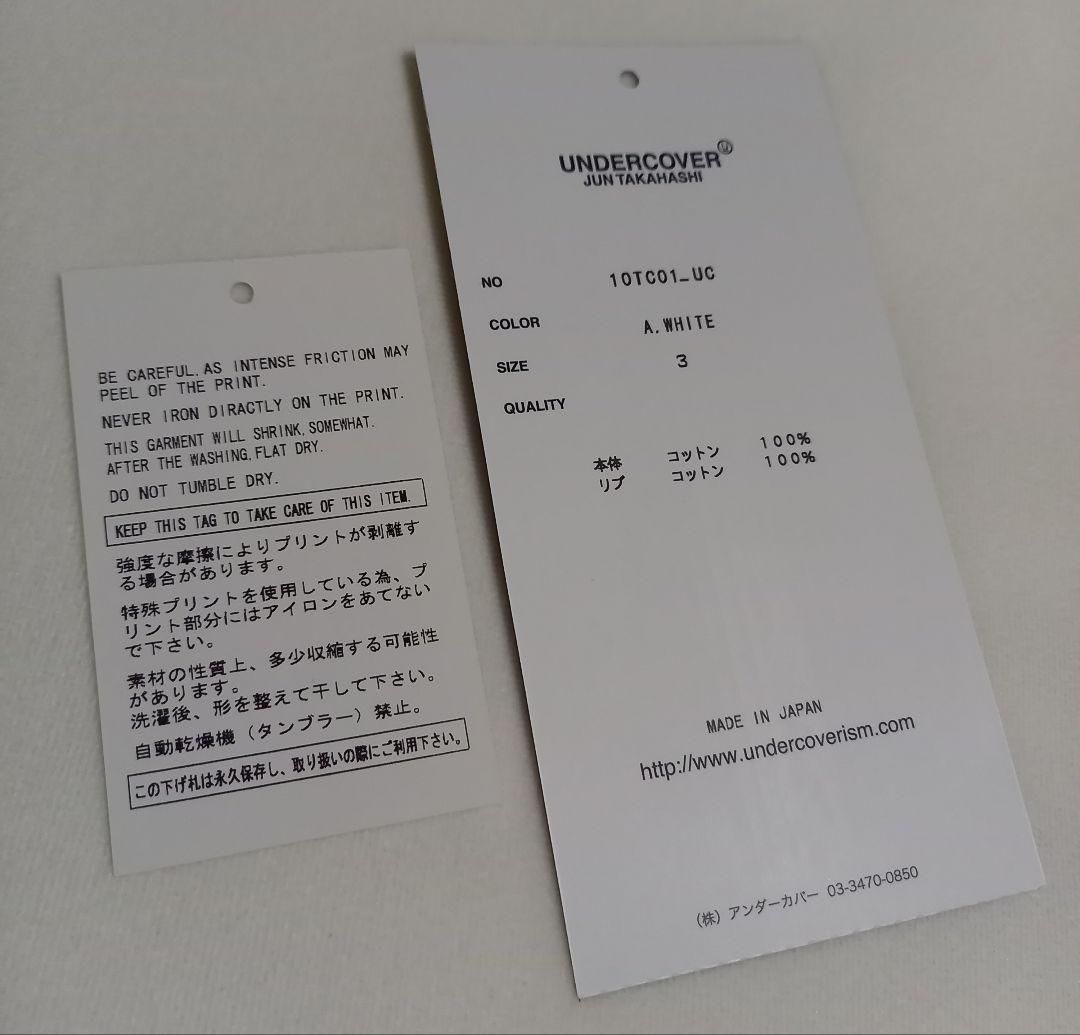 BE CAREFUL, AS INTENSE FRICTION MAY
PEEL OF THE PRINT.
NEVER IRON DIRACTLY ON THE PRINT.
THIS GARMENT WILL SHRINK, SOMEWHAT.
AFTER THE WASHING, FLAT DRY.
DO NOT TUMBLE DRY.
KEEP THIS TAG TO TAKE CARE OF THIS ITEM.
強度な摩擦によりプリントが剥離す
る場合があります。
特殊プリントを使用している為、プ
リント部分にはアイロンをあてない
で下さい。
素材の性質上、多少収縮する可能性
があります。
洗濯後、形を整えて干して下さい。
自動乾燥機（タンブラー）禁止。
この下げ札は永久保存し、取り扱いの際にご利用下さい。
UNDERCOVER Ⓤ
JUN TAKAHASHI
NO 10TC01_UC
COLOR A.WHITE
SIZE 3
QUALITY
本体 コットン 100%
リブ コットン 100%
MADE IN JAPAN
http://www.undercoverism.com
（株）アンダーカバー 03-3470-0850